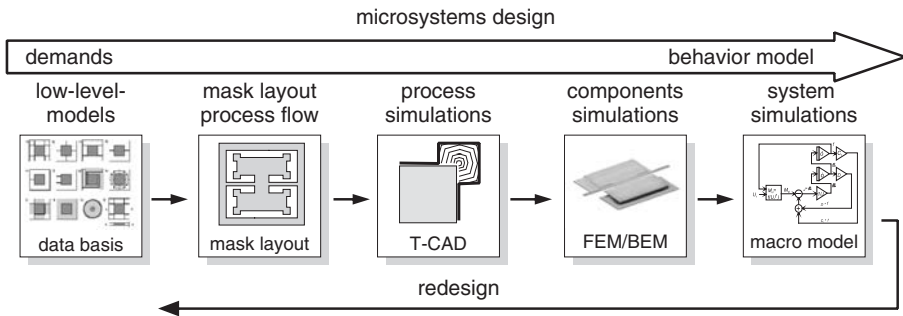 microsystems design
demands
behavior model
low-level-
models
mask layout
process flow
process
simulations
components
simulations
system
simulations
data basis
mask layout
T-CAD
FEM/BEM
macro model
redesign